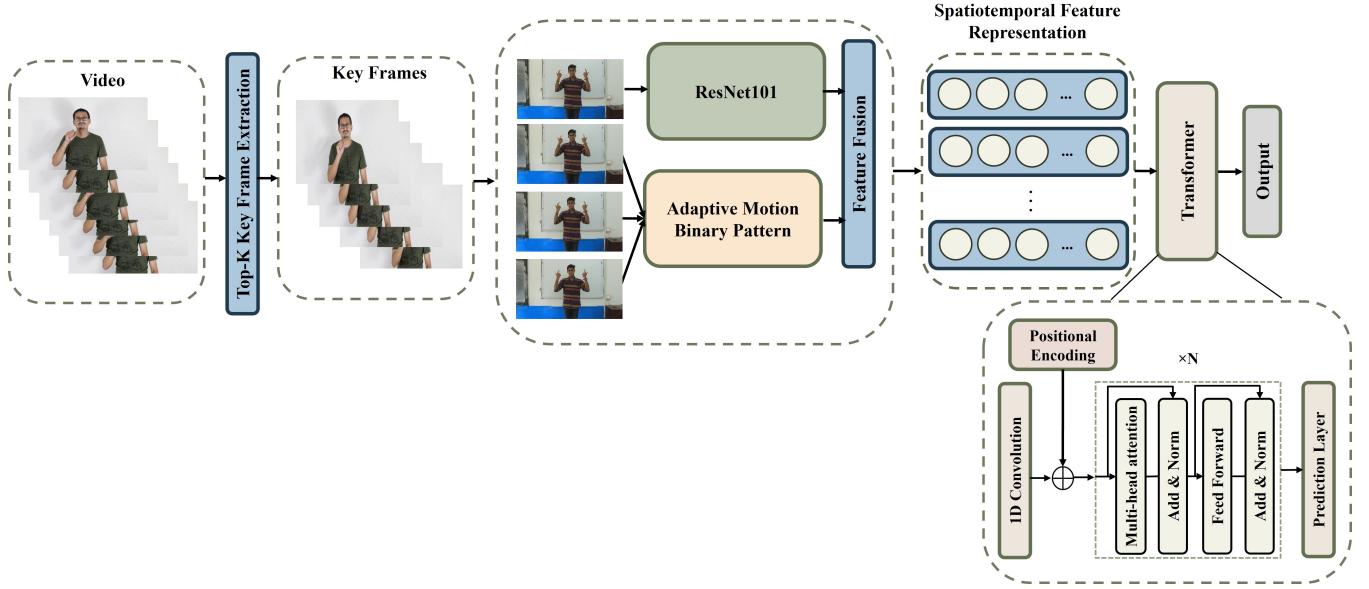 Video
Top-K Key Frame Extraction
Key Frames
ResNet101
Adaptive Motion
Binary Pattern
Feature Fusion
Spatiotemporal Feature
Representation
...
...
...
Transformer
Output
Positional
Encoding
×N
1D Convolution
Multi-head attention
Add & Norm
Feed Forward
Add & Norm
Prediction Layer